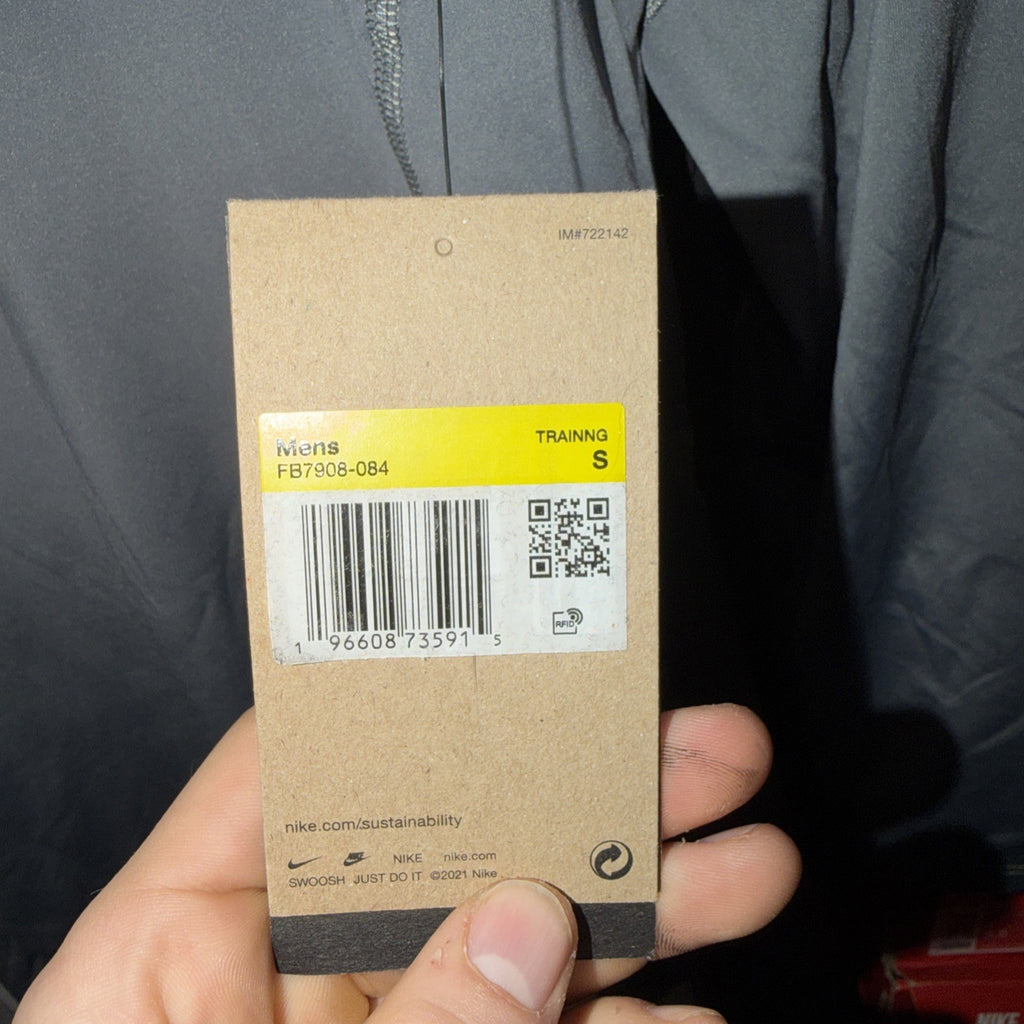 IM#722142
Mens
TRAINNG
FB7908-084
S
RFID
1 96608 73591 5
nike.com/sustainability
NIKE nike.com
SWOOSH JUST DO IT ©2021 Nike
NIKE